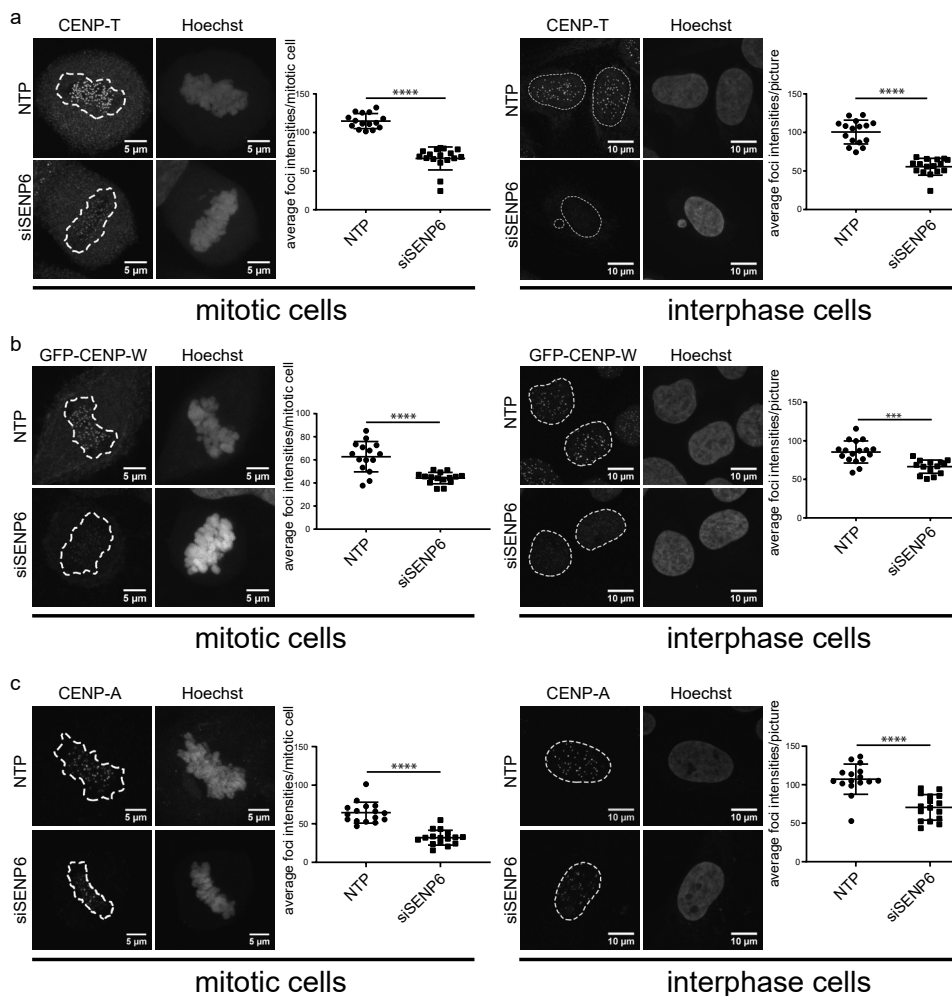 a
CENP-T
Hoechst
NTP
5 µm
5 µm
siSENP6
5 µm
5 µm
average foci intensities/mitotic cell
150
100
50
0
****
NTP
siSENP6
mitotic cells
CENP-T
Hoechst
NTP
10 µm
10 µm
siSENP6
10 µm
10 µm
average foci intensities/picture
150
100
50
0
****
NTP
siSENP6
interphase cells
b
GFP-CENP-W
Hoechst
NTP
5 µm
5 µm
siSENP6
5 µm
5 µm
average foci intensities/mitotic cell
100
80
60
40
20
0
****
NTP
siSENP6
mitotic cells
GFP-CENP-W
Hoechst
NTP
10 µm
10 µm
siSENP6
10 µm
10 µm
average foci intensities/picture
150
100
50
0
***
NTP
siSENP6
interphase cells
c
CENP-A
Hoechst
NTP
5 µm
5 µm
siSENP6
5 µm
5 µm
average foci intensities/mitotic cell
150
100
50
0
****
NTP
siSENP6
mitotic cells
CENP-A
Hoechst
NTP
10 µm
10 µm
siSENP6
10 µm
10 µm
average foci intensities/picture
150
100
50
0
****
NTP
siSENP6
interphase cells